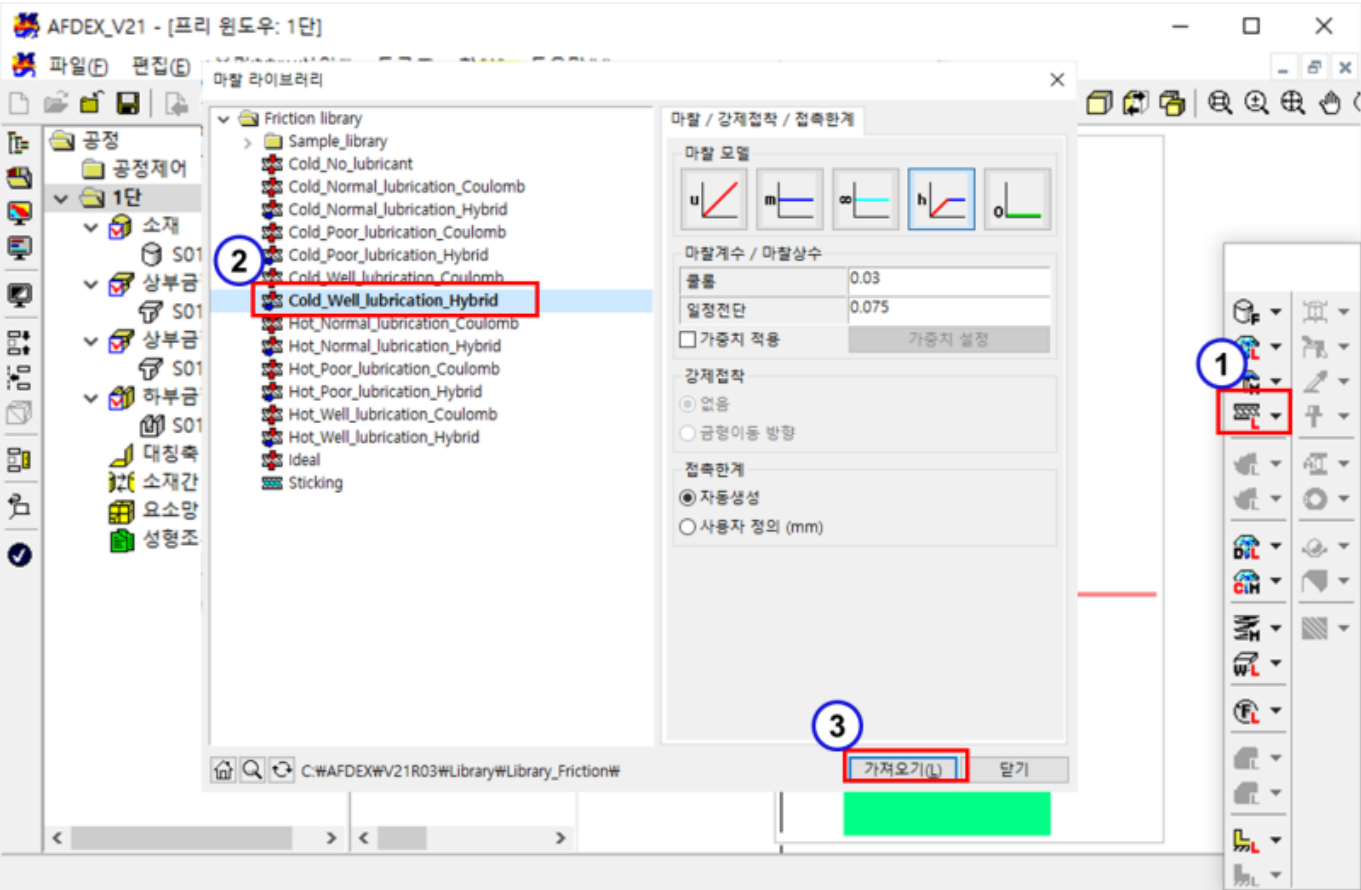 AFDEX_V21 - [프리 윈도우: 1단]
파일(F) 편집(E)
마찰 라이브러리
공정
공정제어
1단
소재
S01
상부금
S01
상부금
S01
하부금
S01
대칭축
소재간
요소망
성형조
Friction library
Sample_library
Cold_No_lubricant
Cold_Normal_lubrication_Coulomb
Cold_Normal_lubrication_Hybrid
Cold_Poor_lubrication_Coulomb
Cold_Poor_lubrication_Hybrid
Cold_Well_lubrication_Coulomb
Cold_Well_lubrication_Hybrid
Hot_Normal_lubrication_Coulomb
Hot_Normal_lubrication_Hybrid
Hot_Poor_lubrication_Coulomb
Hot_Poor_lubrication_Hybrid
Hot_Well_lubrication_Coulomb
Hot_Well_lubrication_Hybrid
Ideal
Sticking
2
마찰 / 강제접착 / 접촉한계
마찰 모델
u m ∞ h o
마찰계수 / 마찰상수
쿨롱 0.03
일정전단 0.075
가중치 적용 가중치 설정
강제접착
없음
금형이동 방향
접촉한계
자동생성
사용자 정의 (mm)
3
C:₩AFDEX₩V21R03₩Library₩Library_Friction₩
가져오기(L) 닫기
1